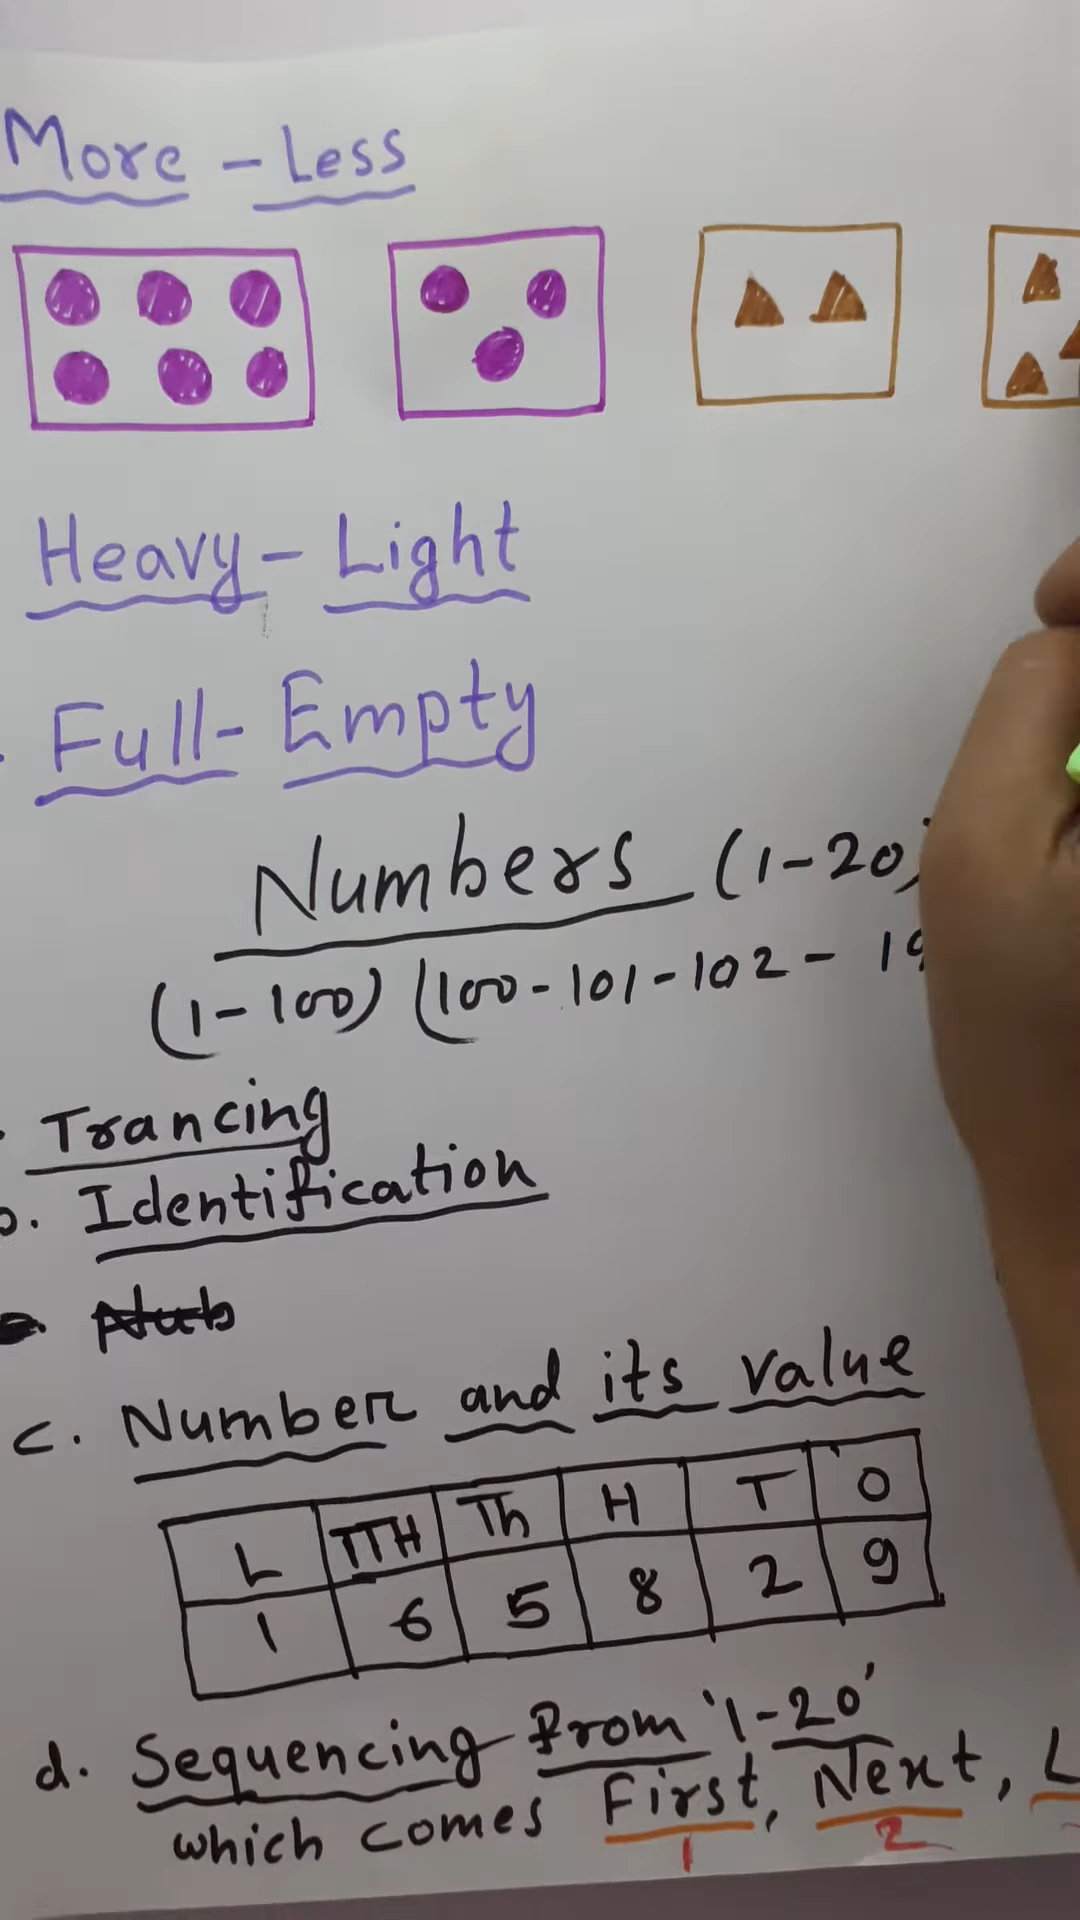 More - Less
Heavy - Light
Full - Empty
Numbers (1-20)
(1-100) (100-101-102- 19
Trancing
b. Identification
Nub
c. Number and its value
L TTH Th H T O
1 6 5 8 2 9
d. Sequencing from '1-20'
which comes First, Next, L
1 2